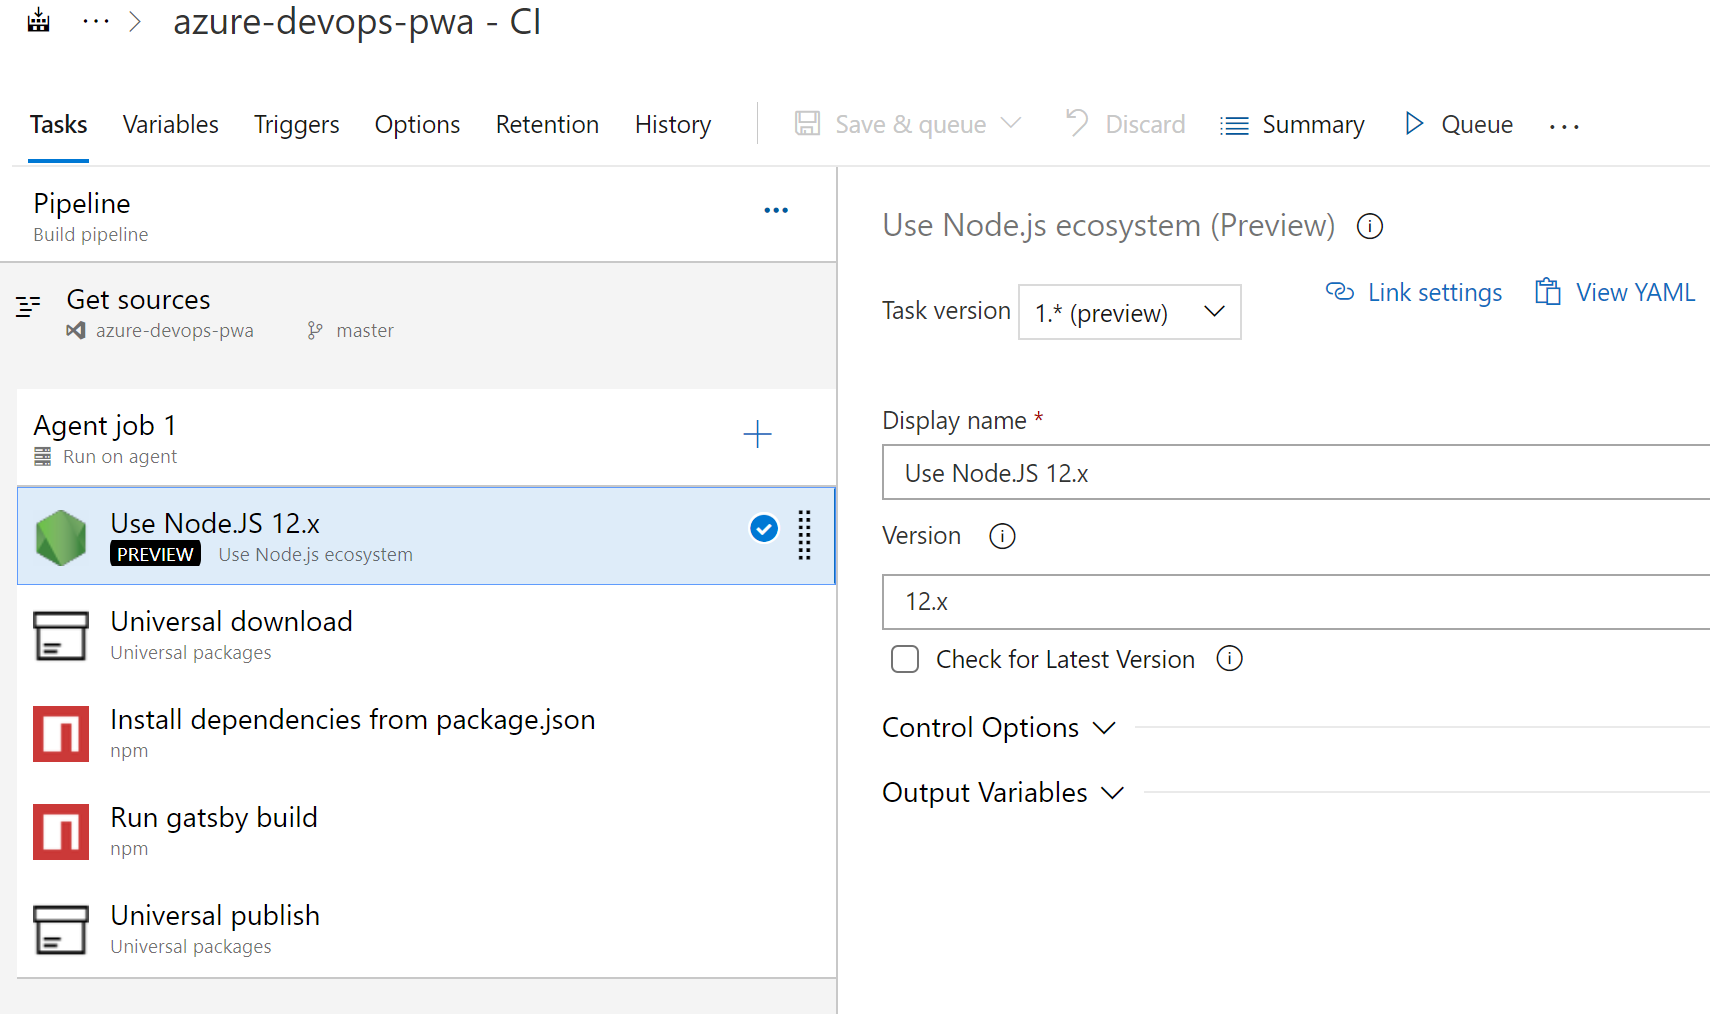 ... > azure-devops-pwa - CI
Tasks Variables Triggers Options Retention History Save & queue Discard Summary Queue ...
Pipeline
Build pipeline
Get sources
azure-devops-pwa master
Agent job 1
Run on agent
Use Node.JS 12.x
PREVIEW Use Node.js ecosystem
Universal download
Universal packages
Install dependencies from package.json
npm
Run gatsby build
npm
Universal publish
Universal packages
Use Node.js ecosystem (Preview)
Link settings View YAML
Task version 1.* (preview)
Display name *
Use Node.JS 12.x
Version
12.x
Check for Latest Version
Control Options
Output Variables